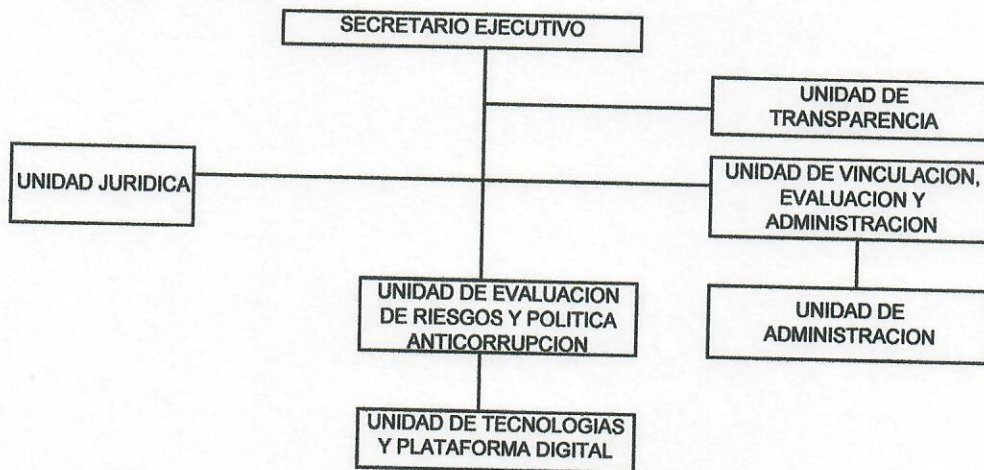 SECRETARIO EJECUTIVO
UNIDAD DE
TRANSPARENCIA
UNIDAD JURIDICA
UNIDAD DE VINCULACION,
EVALUACION Y
ADMINISTRACION
UNIDAD DE EVALUACION
DE RIESGOS Y POLITICA
ANTICORRUPCION
UNIDAD DE
ADMINISTRACION
UNIDAD DE TECNOLOGIAS
Y PLATAFORMA DIGITAL